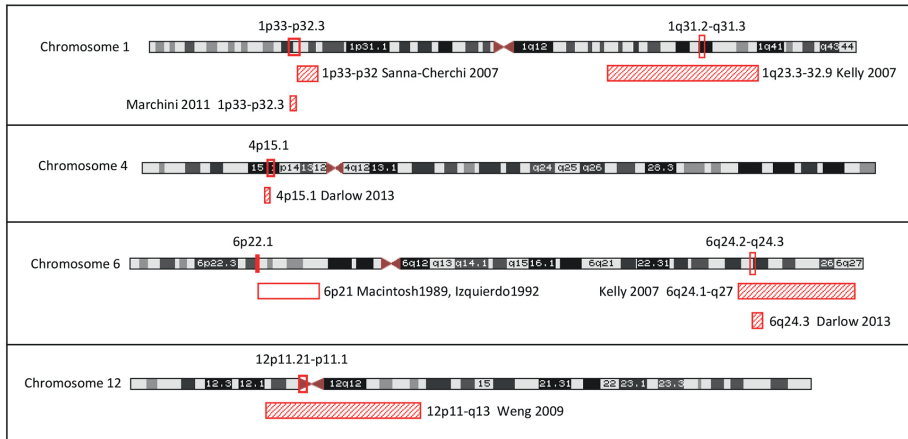 1p33-p32.3 1q31.2-q31.3
Chromosome 1 1p31.1 1q12 1q41 q43 44
1p33-p32 Sanna-Cherchi 2007 1q23.3-32.9 Kelly 2007
Marchini 2011 1p33-p32.3
4p15.1
Chromosome 4 15 p14 13 12 4q12 13.1 q24 q25 q26 28.3
4p15.1 Darlow 2013
6p22.1 6q24.2-q24.3
Chromosome 6 6p22.3 6q12 q13 q14.1 q15 16.1 6q21 22.31 26 6q27
6p21 Macintosh1989, Izquierdo1992 Kelly 2007 6q24.1-q27
6q24.3 Darlow 2013
12p11.21-p11.1
Chromosome 12 12.3 12.1 12q12 15 21.31 22 23.1 23.3
12p11-q13 Weng 2009